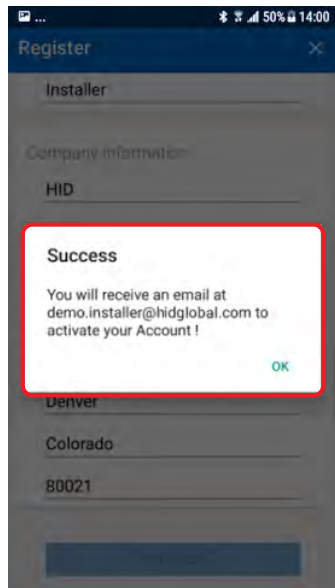 ... 50% 14:00
Register
Installer
Company Information
HID
Success
You will receive an email at
demo.installer@hidglobal.com to
activate your Account !
OK
Denver
Colorado
80021